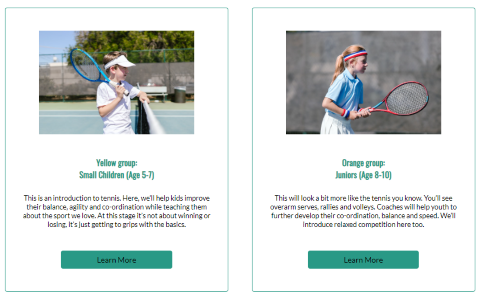 Yellow group:
Small Children (Age 5-7)
This is an introduction to tennis. Here, we'll help kids improve
their balance, agility and co-ordination while teaching them
about the sport we love. At this stage it's not about winning or
losing, it's just getting to grips with the basics.
Learn More
Orange group:
Juniors (Age 8-10)
This will look a bit more like the tennis you know. You'll see
overarm serves, rallies and volleys. Coaches will help youth to
further develop their co-ordination, balance and speed. We'll
introduce relaxed competition here too.
Learn More